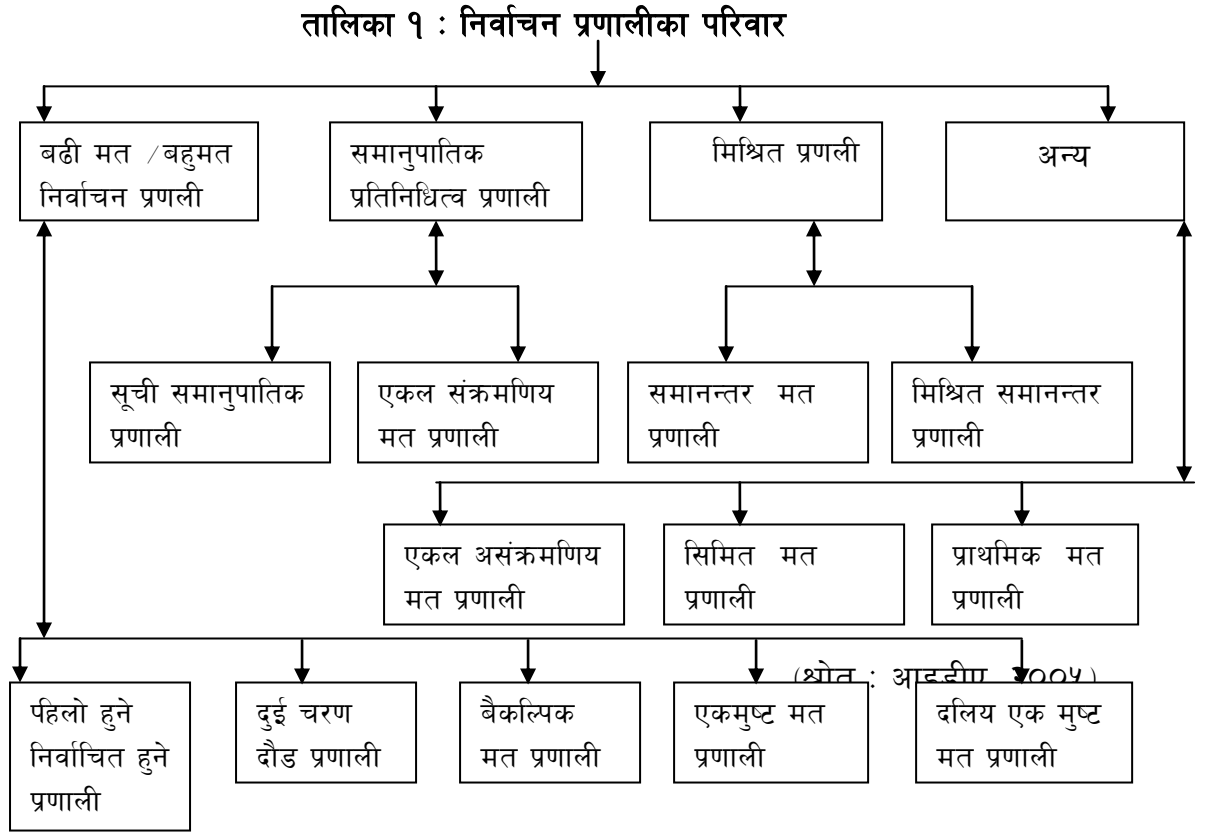 तालिका १ : निर्वाचन प्रणालीका परिवार
बढी मत /बहुमत
निर्वाचन प्रणली
समानुपातिक
प्रतिनिधित्व प्रणाली
मिश्रित प्रणली
अन्य
सूची समानुपातिक
प्रणाली
एकल संक्रमणिय
मत प्रणाली
समानन्तर मत
प्रणाली
मिश्रित समानन्तर
प्रणाली
एकल असंक्रमणिय
मत प्रणाली
सिमित मत
प्रणाली
प्राथमिक मत
प्रणाली
(श्रोत : आइडीए २००५)
पहिलो हुने
निर्वाचित हुने
प्रणाली
दुई चरण
दौड प्रणाली
बैकल्पिक
मत प्रणाली
एकमुष्ट मत
प्रणाली
दलिय एक मुष्ट
मत प्रणाली